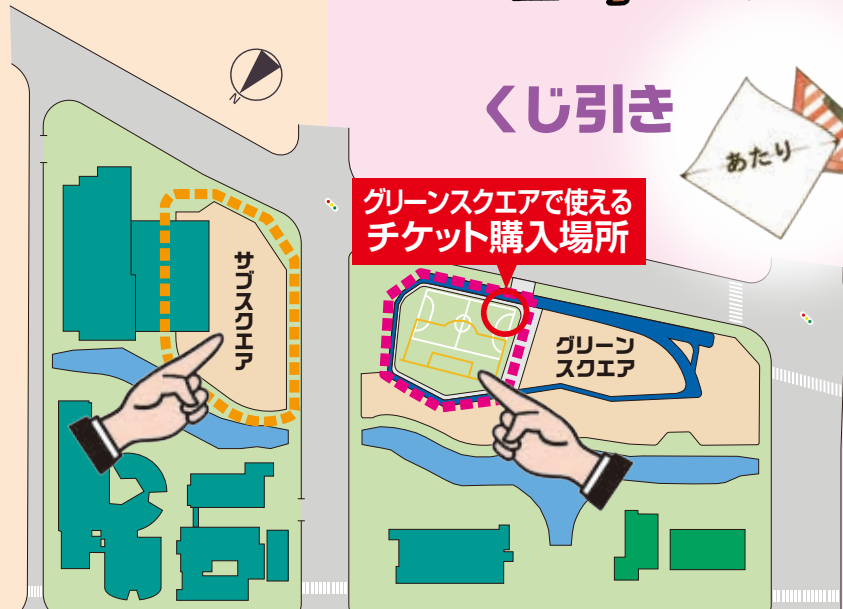 くじ引き
あたり
N
グリーンスクエアで使える
チケット購入場所
サブスクエア
グリーン
スクエア